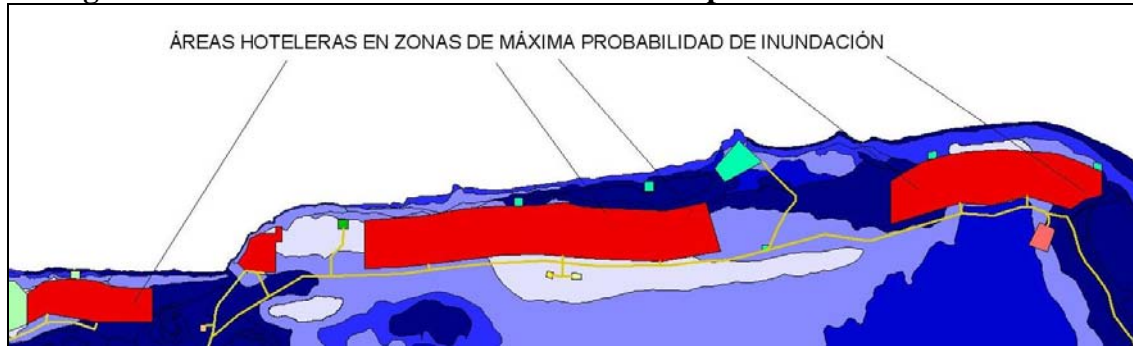 ÁREAS HOTELERAS EN ZONAS DE MÁXIMA PROBABILIDAD DE INUNDACIÓN